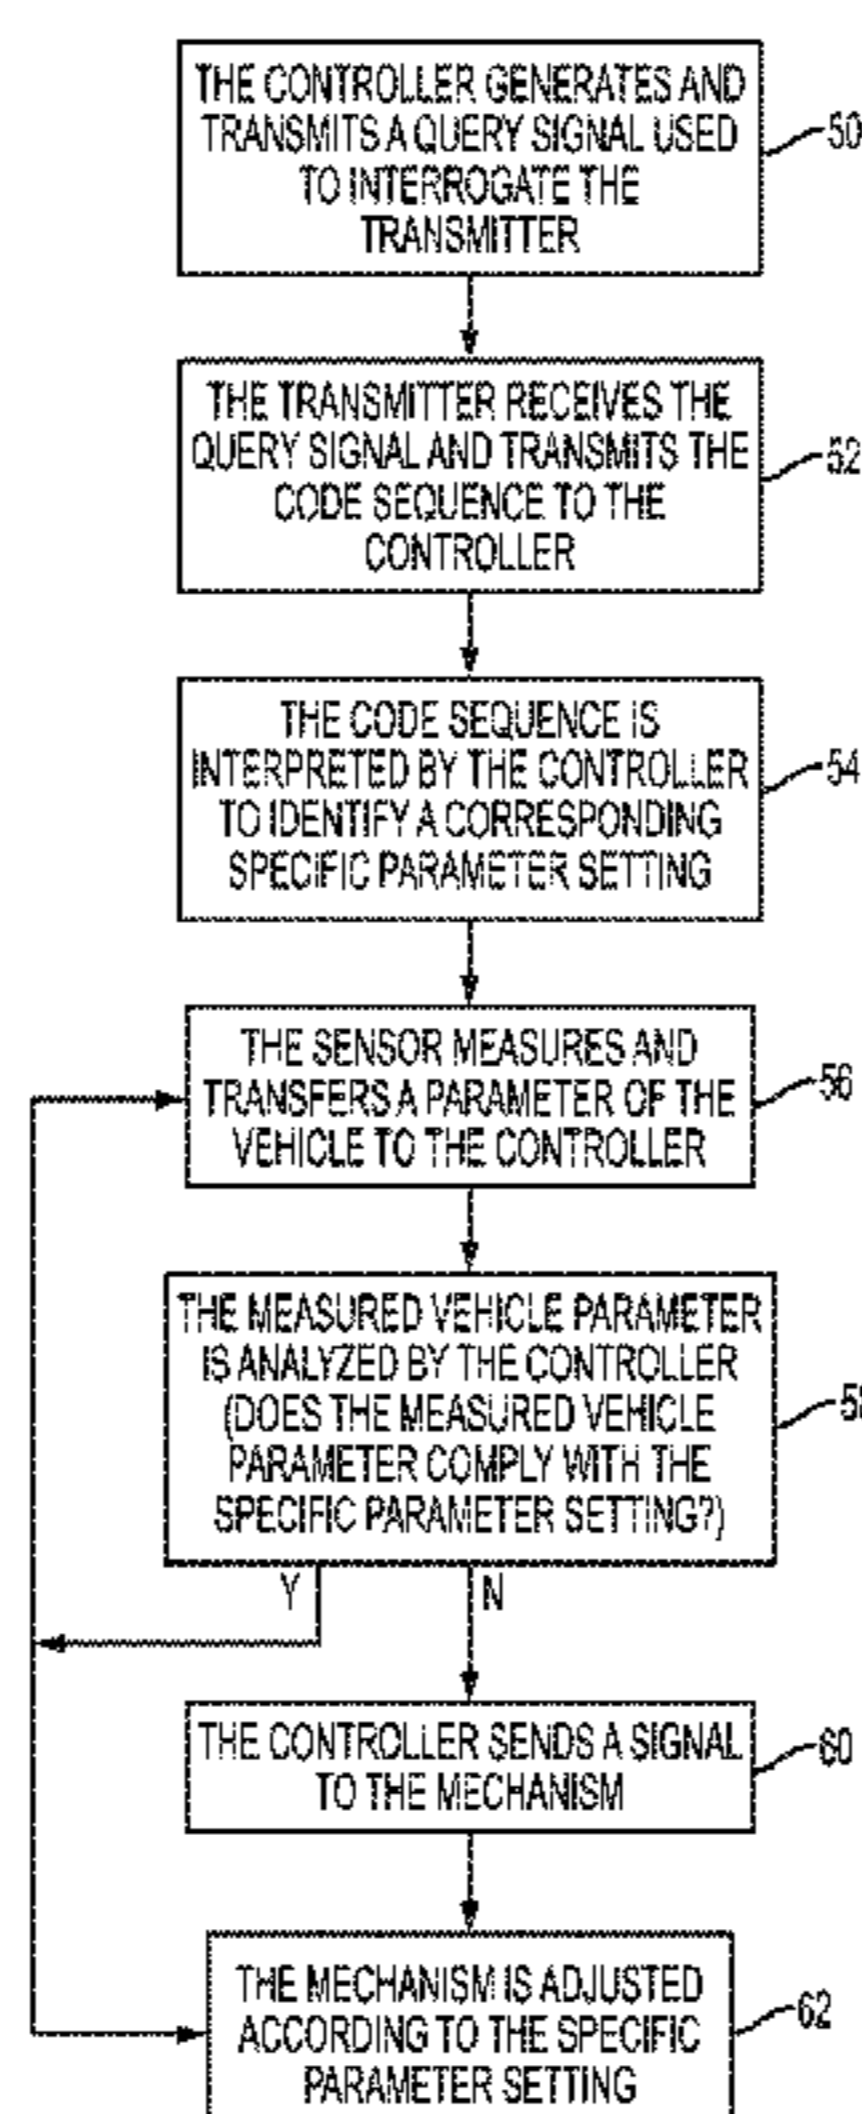 THE CONTROLLER GENERATES AND
TRANSMITS A QUERY SIGNAL USED
TO INTERROGATE THE
TRANSMITTER
50
THE TRANSMITTER RECEIVES THE
QUERY SIGNAL AND TRANSMITS THE
CODE SEQUENCE TO THE
CONTROLLER
52
THE CODE SEQUENCE IS
INTERPRETED BY THE CONTROLLER
TO IDENTIFY A CORRESPONDING
SPECIFIC PARAMETER SETTING
54
THE SENSOR MEASURES AND
TRANSFERS A PARAMETER OF THE
VEHICLE TO THE CONTROLLER
56
THE MEASURED VEHICLE PARAMETER
IS ANALYZED BY THE CONTROLLER
(DOES THE MEASURED VEHICLE
PARAMETER COMPLY WITH THE
SPECIFIC PARAMETER SETTING?)
58
Y
N
THE CONTROLLER SENDS A SIGNAL
TO THE MECHANISM
60
THE MECHANISM IS ADJUSTED
ACCORDING TO THE SPECIFIC
PARAMETER SETTING
62